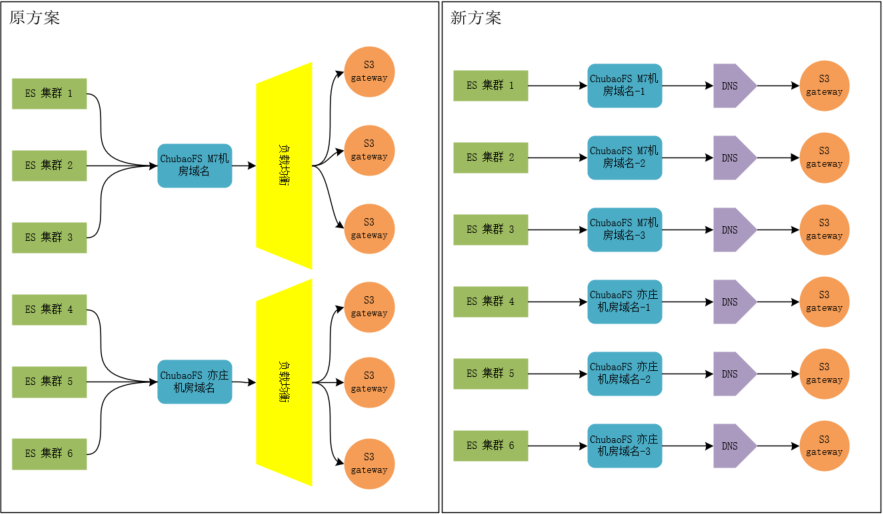 原方案
ES 集群 1
ES 集群 2
ES 集群 3
ChubaoFS M7机
房域名
负载均衡
S3
gateway
S3
gateway
S3
gateway
ES 集群 4
ES 集群 5
ES 集群 6
ChubaoFS 亦庄
机房域名
负载均衡
S3
gateway
S3
gateway
S3
gateway
新方案
ES 集群 1
ChubaoFS M7机
房域名-1
DNS
S3
gateway
ES 集群 2
ChubaoFS M7机
房域名-2
DNS
S3
gateway
ES 集群 3
ChubaoFS M7机
房域名-3
DNS
S3
gateway
ES 集群 4
ChubaoFS 亦庄
机房域名-1
DNS
S3
gateway
ES 集群 5
ChubaoFS 亦庄
机房域名-2
DNS
S3
gateway
ES 集群 6
ChubaoFS 亦庄
机房域名-3
DNS
S3
gateway